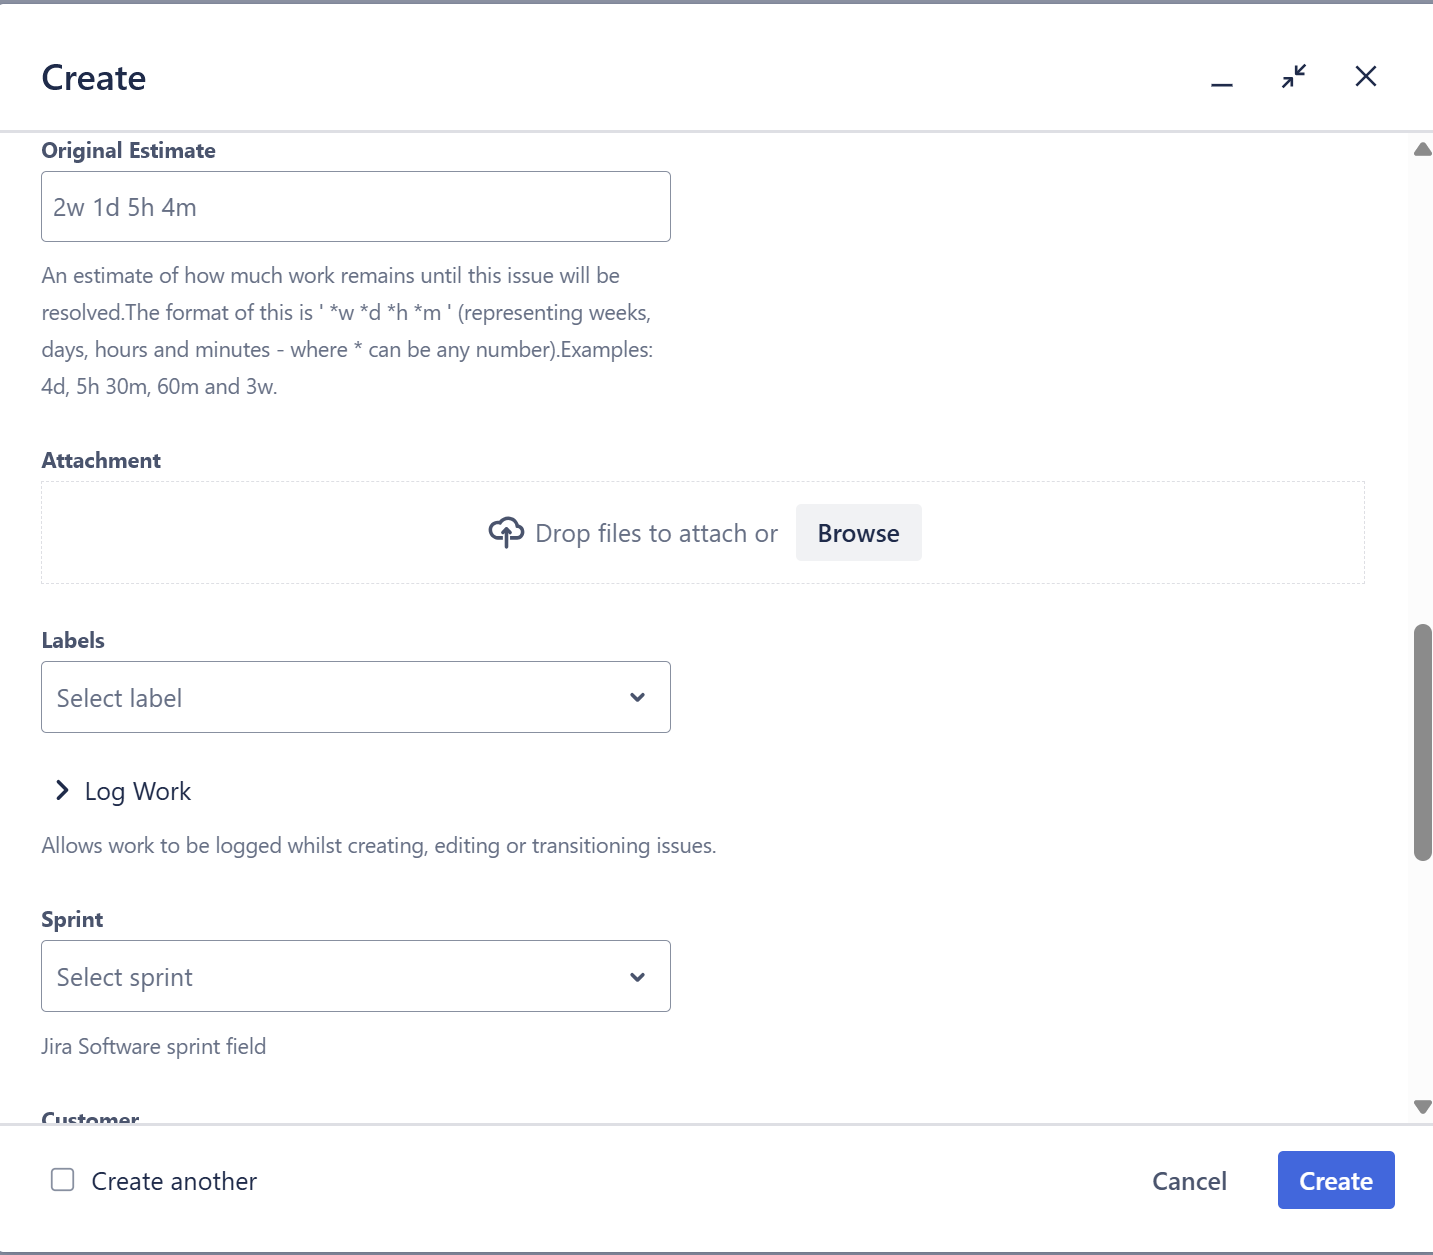 Create
Original Estimate
2w 1d 5h 4m
An estimate of how much work remains until this issue will be
resolved.The format of this is ' *w *d *h *m ' (representing weeks,
days, hours and minutes - where * can be any number).Examples:
4d, 5h 30m, 60m and 3w.
Attachment
Drop files to attach or Browse
Labels
Select label
Log Work
Allows work to be logged whilst creating, editing or transitioning issues.
Sprint
Select sprint
Jira Software sprint field
Customer
Create another Cancel Create